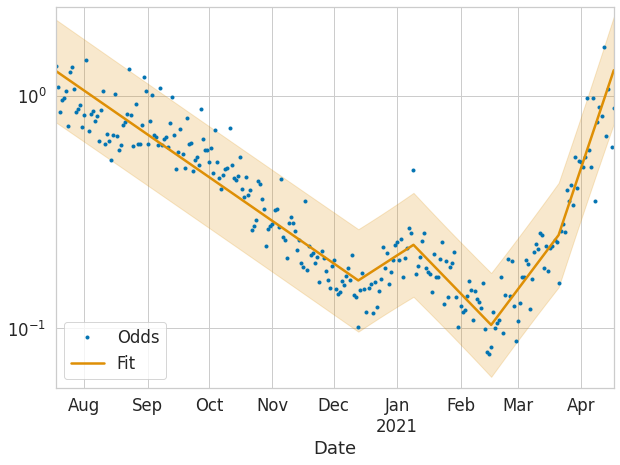 10⁰
10⁻¹
Odds
Fit
Aug Sep Oct Nov Dec Jan Feb Mar Apr
2021
Date